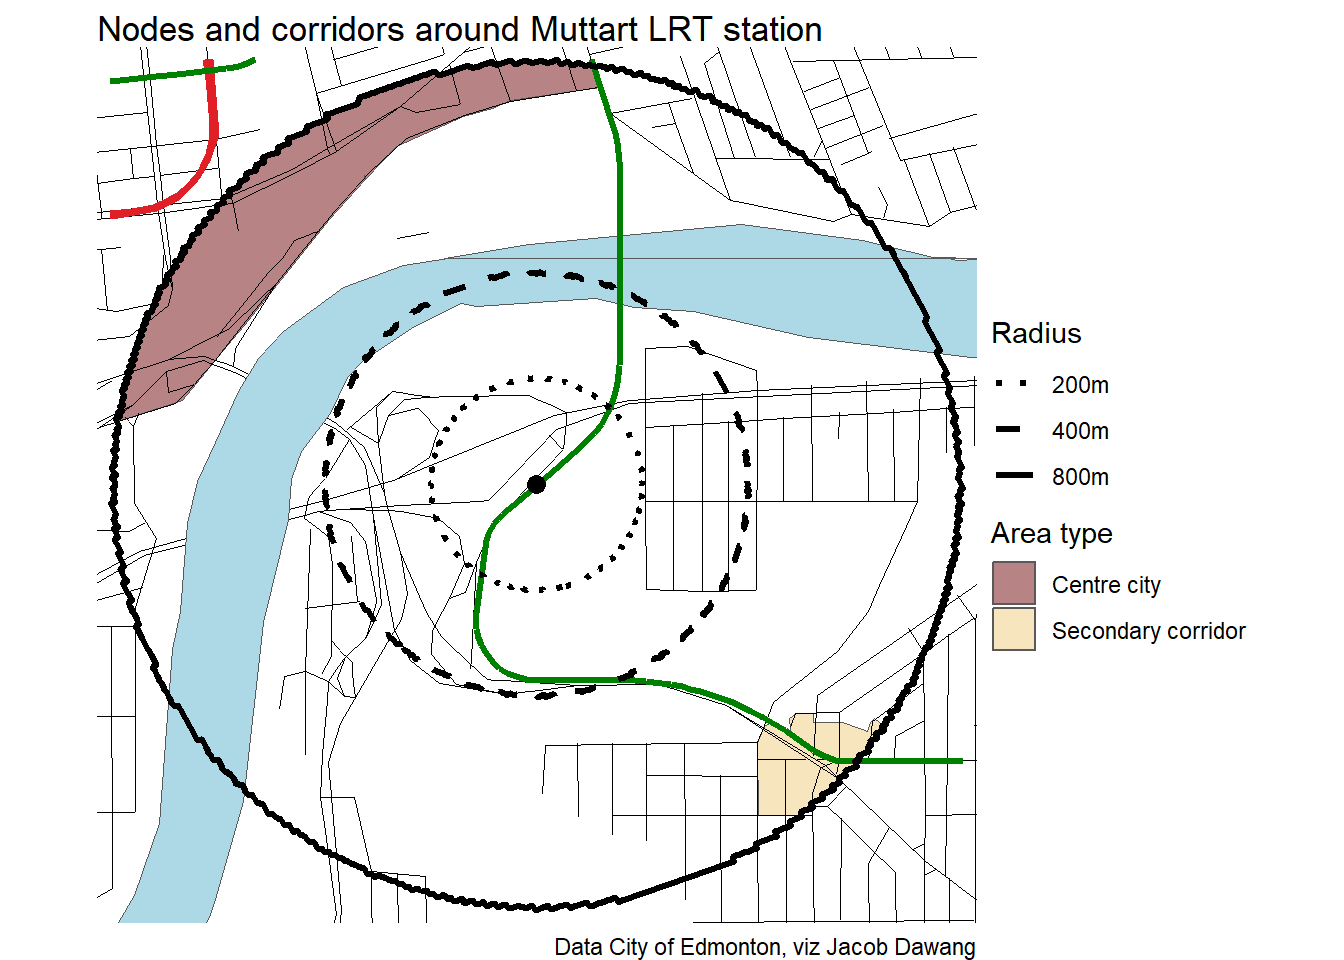 Nodes and corridors around Muttart LRT station
Radius
200m
400m
800m
Area type
Centre city
Secondary corridor
Data City of Edmonton, viz Jacob Dawang